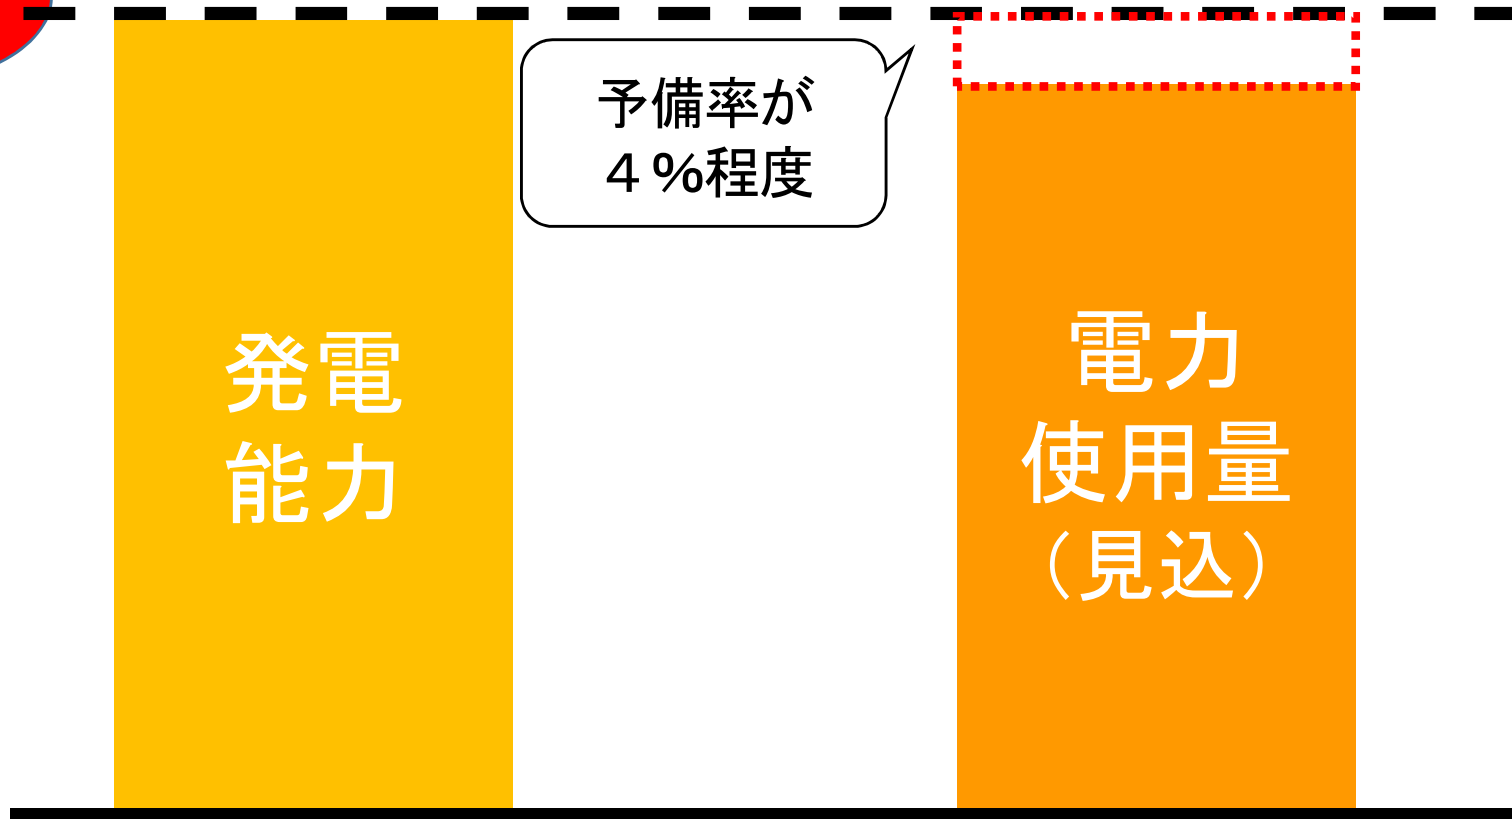 予備率が
４%程度
発電
能力
電力
使用量
（見込）